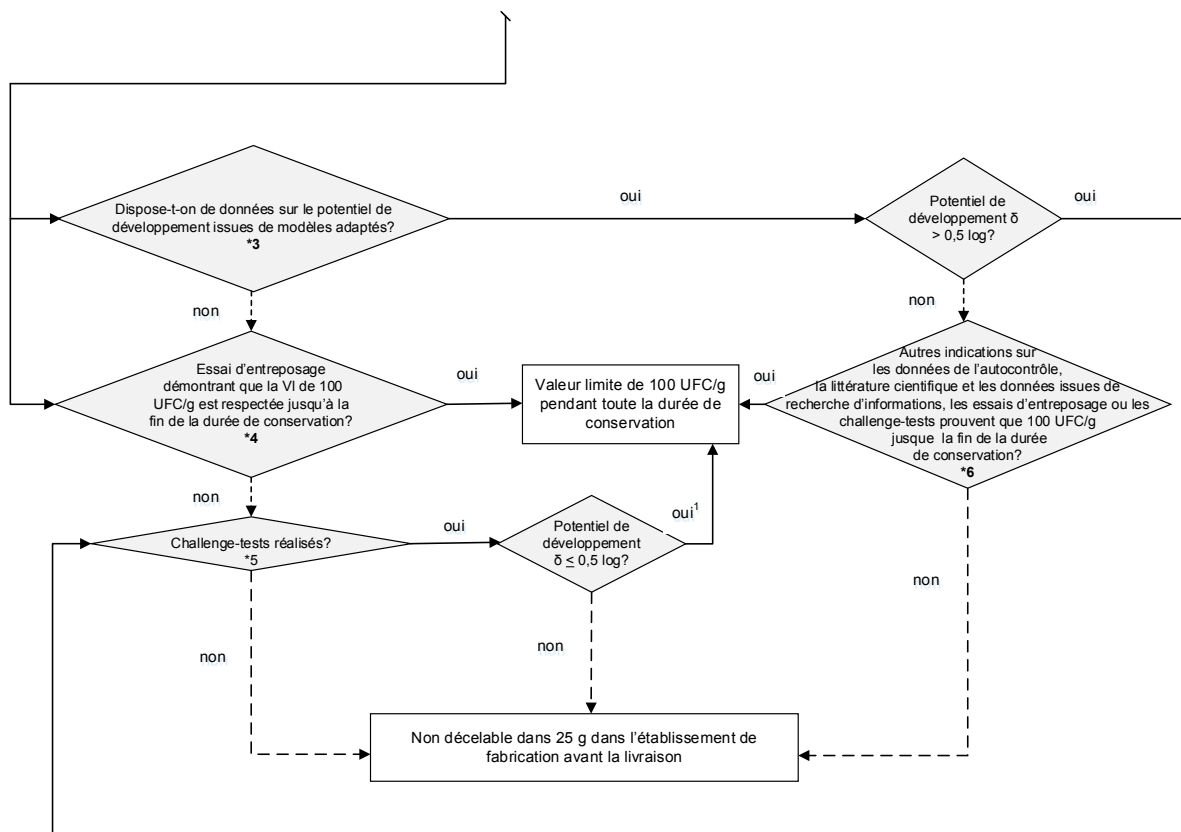 Dispose-t-on de données sur le potentiel de
développement issues de modèles adaptés?
*3
oui
Potentiel de
développement δ
> 0,5 log?
oui
non
non
Essai d'entreposage
démontrant que la VI de 100
UFC/g est respectée jusqu'à la
fin de la durée de conservation?
*4
oui
Valeur limite de 100 UFC/g
pendant toute la durée de
conservation
oui
Autres indications sur
les données de l'autocontrôle,
la littérature cientifique et les données issues de
recherche d'informations, les essais d'entreposage ou les
challenge-tests prouvent que 100 UFC/g
jusque la fin de la durée
de conservation?
*6
non
Challenge-tests réalisés?
*5
oui
Potentiel de
développement
δ ≤ 0,5 log?
oui¹
non
non
non
Non décelable dans 25 g dans l'établissement de
fabrication avant la livraison